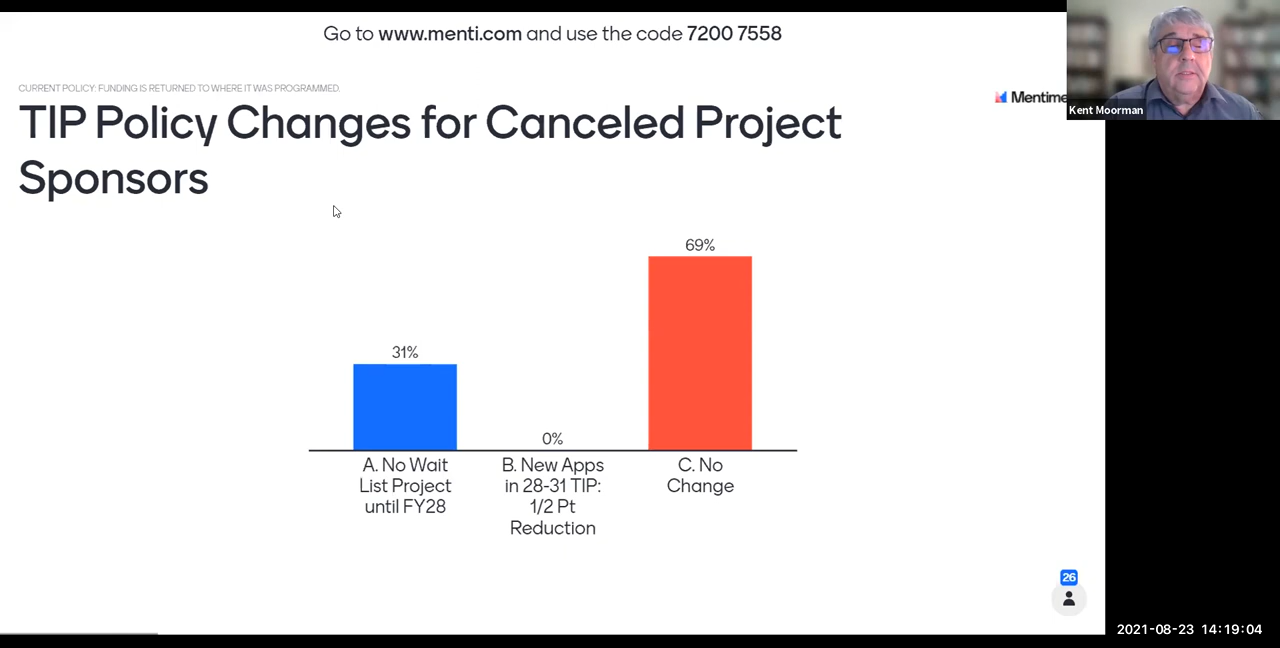 Go to www.menti.com and use the code 7200 7558
CURRENT POLICY: FUNDING IS RETURNED TO WHERE IT WAS PROGRAMMED.
Mentime
Kent Moorman
TIP Policy Changes for Canceled Project
Sponsors
69%
31%
0%
A. No Wait
List Project
until FY28
B. New Apps
in 28-31 TIP:
1/2 Pt
Reduction
C. No
Change
26
2021-08-23 14:19:04